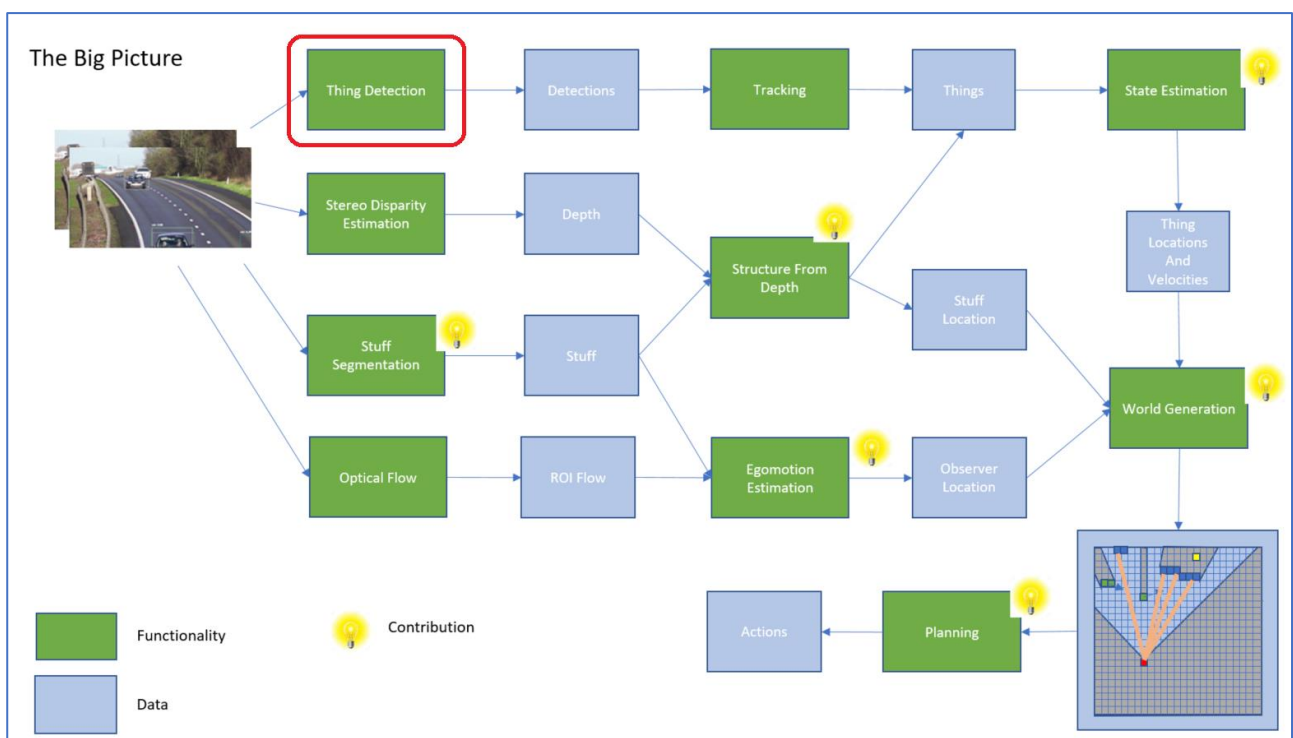 The Big Picture
Thing Detection
Detections
Tracking
Things
State Estimation
Stereo Disparity
Estimation
Depth
Structure From
Depth
Thing
Locations
And
Velocities
Stuff
Location
Stuff
Segmentation
Stuff
World Generation
Optical Flow
ROI Flow
Egomotion
Estimation
Observer
Location
Actions
Planning
Functionality
Contribution
Data